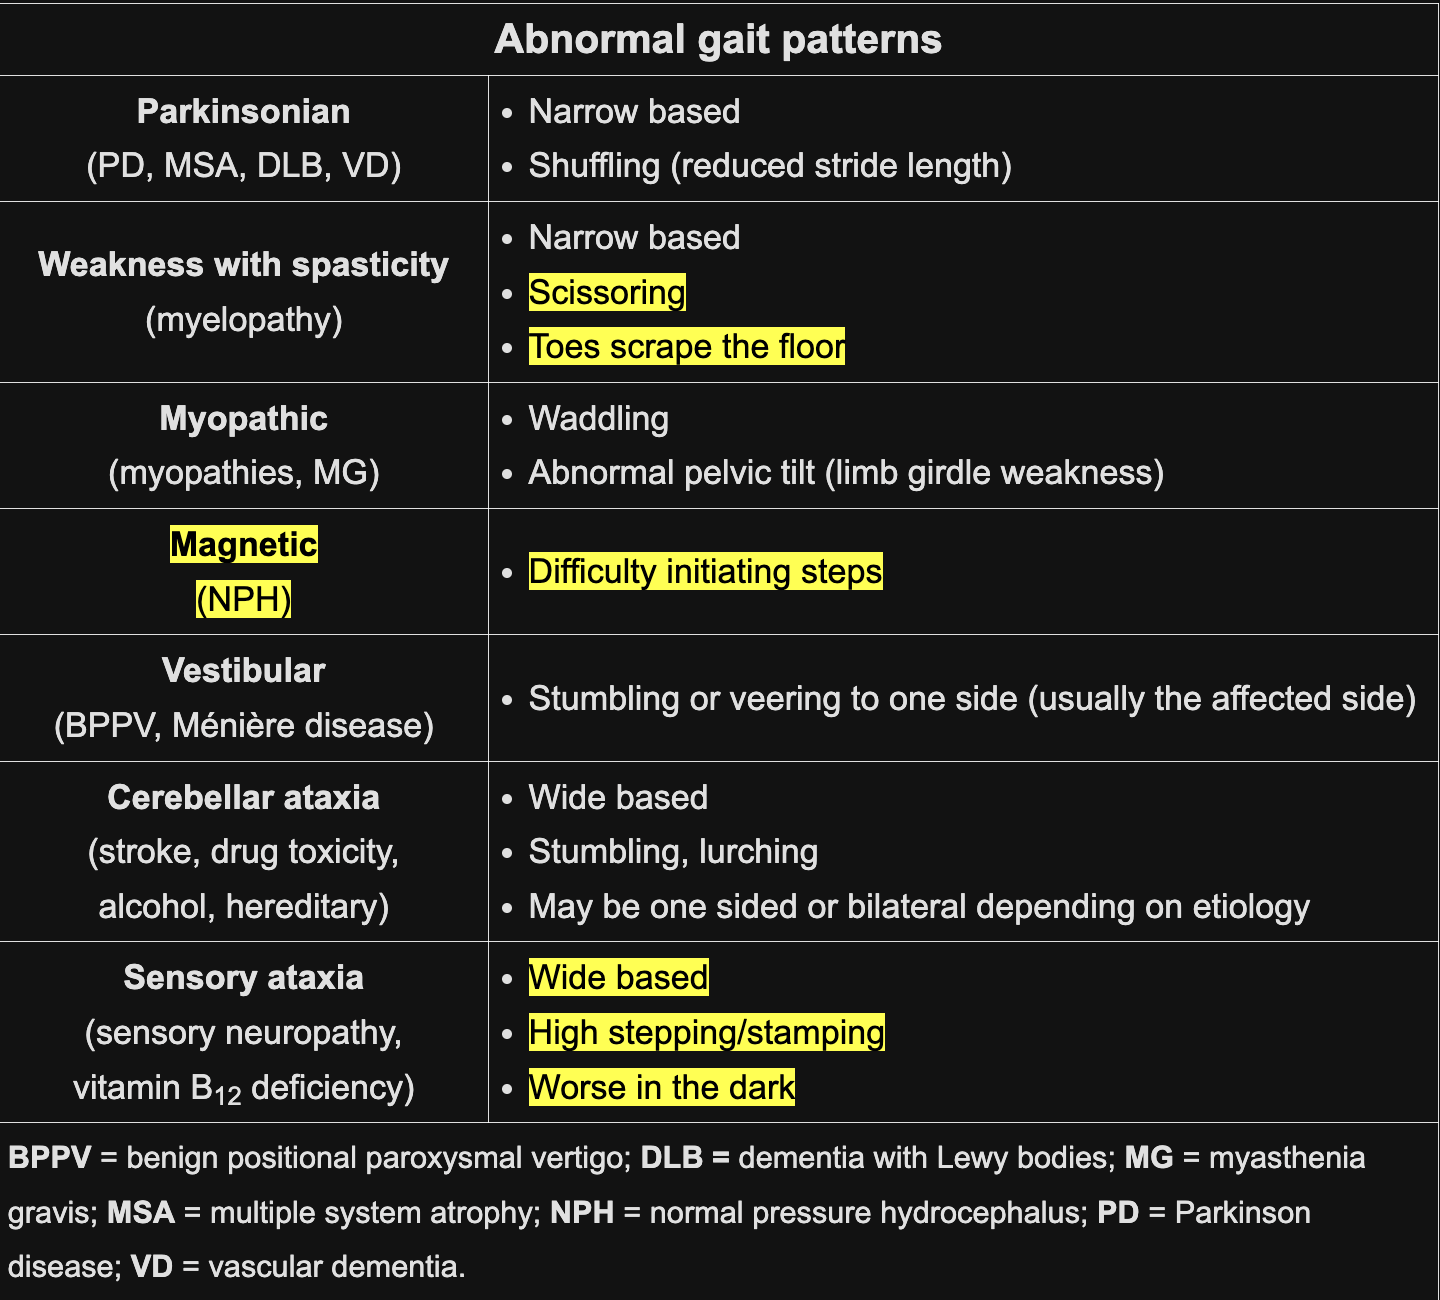 Abnormal gait patterns
Parkinsonian
(PD, MSA, DLB, VD)
• Narrow based
• Shuffling (reduced stride length)
Weakness with spasticity
(myelopathy)
• Narrow based
• Scissoring
• Toes scrape the floor
Myopathic
(myopathies, MG)
• Waddling
• Abnormal pelvic tilt (limb girdle weakness)
Magnetic
(NPH)
• Difficulty initiating steps
Vestibular
(BPPV, Ménière disease)
• Stumbling or veering to one side (usually the affected side)
Cerebellar ataxia
(stroke, drug toxicity,
alcohol, hereditary)
• Wide based
• Stumbling, lurching
• May be one sided or bilateral depending on etiology
Sensory ataxia
(sensory neuropathy,
vitamin B12 deficiency)
• Wide based
• High stepping/stamping
• Worse in the dark
BPPV = benign positional paroxysmal vertigo; DLB = dementia with Lewy bodies; MG = myasthenia
gravis; MSA = multiple system atrophy; NPH = normal pressure hydrocephalus; PD = Parkinson
disease; VD = vascular dementia.